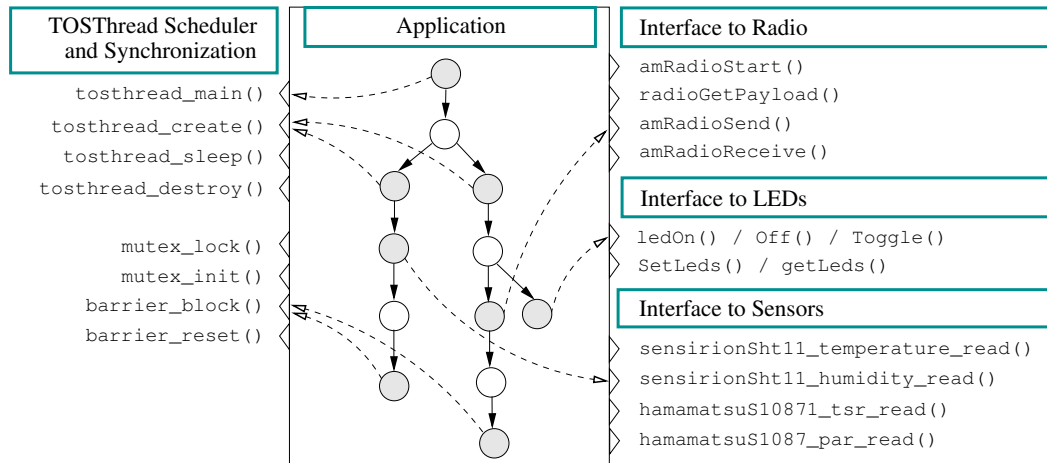 TOSThread Scheduler
and Synchronization
tosthread_main()
tosthread_create()
tosthread_sleep()
tosthread_destroy()
mutex_lock()
mutex_init()
barrier_block()
barrier_reset()
Application
Interface to Radio
amRadioStart()
radioGetPayload()
amRadioSend()
amRadioReceive()
Interface to LEDs
ledOn() / Off() / Toggle()
SetLeds() / getLeds()
Interface to Sensors
sensirionSht11_temperature_read()
sensirionSht11_humidity_read()
hamamatsuS10871_tsr_read()
hamamatsuS1087_par_read()